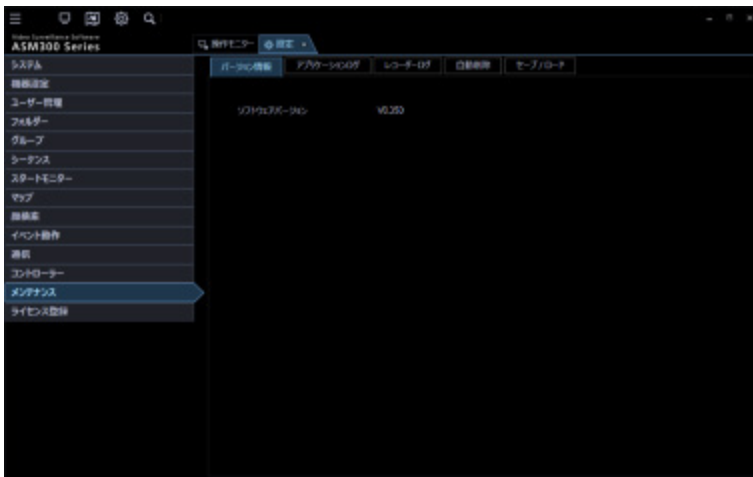 Video Surveillance Software
ASM300 Series
操作モニター
設定
システム
機器設定
ユーザー管理
フォルダー
グループ
シーケンス
スタートモニター
マップ
顔検索
イベント動作
通信
コントローラー
メンテナンス
ライセンス登録
バージョン情報
アプリケーションログ
レコーダーログ
自動削除
セーブ/ロード
ソフトウェアバージョン
V0.250